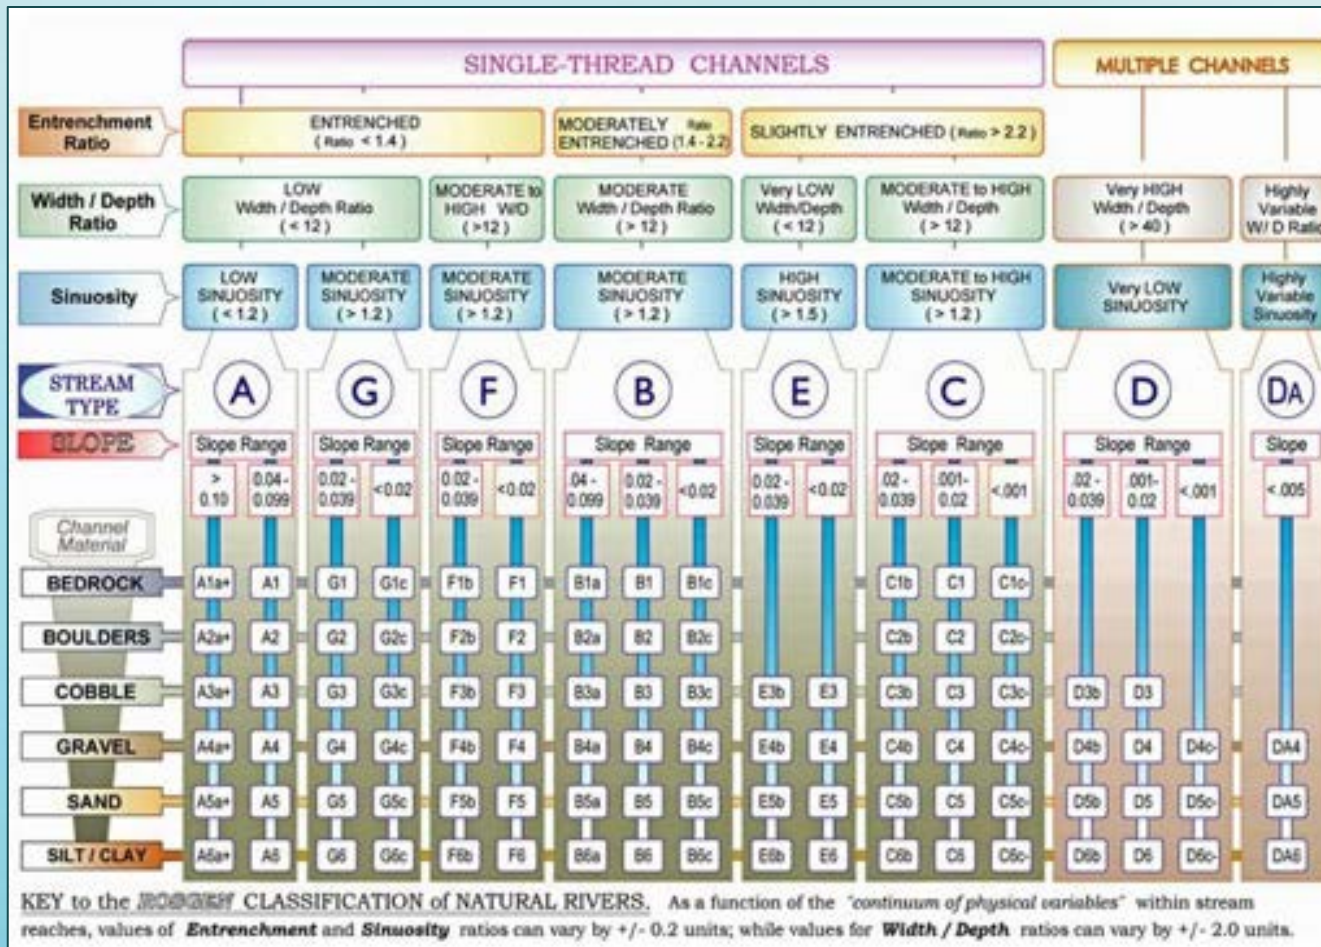 SINGLE-THREAD CHANNELS MULTIPLE CHANNELS
Entrenchment Ratio
ENTRENCHED
( Ratio < 1.4 )
MODERATELY Ratio
ENTRENCHED (1.4 - 2.2)
SLIGHTLY ENTRENCHED ( Ratio > 2.2 )
Width / Depth Ratio
LOW
Width / Depth Ratio
( < 12 )
MODERATE to
HIGH W/D
( >12 )
MODERATE
Width / Depth Ratio
( > 12 )
Very LOW
Width/Depth
( < 12 )
MODERATE to HIGH
Width / Depth
( > 12 )
Very HIGH
Width / Depth
( > 40 )
Highly
Variable
W/ D Ratio
Sinuosity
LOW
SINUOSITY
( < 1.2 )
MODERATE
SINUOSITY
( > 1.2 )
MODERATE
SINUOSITY
( > 1.2 )
MODERATE
SINUOSITY
( > 1.2 )
HIGH
SINUOSITY
( > 1.5 )
MODERATE to HIGH
SINUOSITY
( > 1.2 )
Very LOW
SINUOSITY
Highly
Variable
Sinuosity
STREAM
TYPE
A G F B E C D DA
SLOPE
Slope Range Slope Range Slope Range Slope Range Slope Range Slope Range Slope Range Slope
> 0.10 0.04 - 0.099 0.02 - 0.039 <0.02 0.02 - 0.039 <0.02 .04 - 0.099 0.02 - 0.039 <0.02 0.02 - 0.039 <0.02 .02 - 0.039 .001- 0.02 <.001 .02 - 0.039 .001- 0.02 <.001 <.005
Channel
Material
BEDROCK A1a+ A1 G1 G1c F1b F1 B1a B1 B1c C1b C1 C1c-
BOULDERS A2a+ A2 G2 G2c F2b F2 B2a B2 B2c C2b C2 C2c-
COBBLE A3a+ A3 G3 G3c F3b F3 B3a B3 B3c E3b E3 C3b C3 C3c- D3b D3
GRAVEL A4a+ A4 G4 G4c F4b F4 B4a B4 B4c E4b E4 C4b C4 C4c- D4b D4 D4c- DA4
SAND A5a+ A5 G5 G5c F5b F5 B5a B5 B5c E5b E5 C5b C5 C5c- D5b D5 D5c- DA5
SILT / CLAY A6a+ A6 G6 G6c F6b F6 B6a B6 B6c E6b E6 C6b C6 C6c- D6b D6 D6c- DA6
KEY to the ROSGEN CLASSIFICATION of NATURAL RIVERS. As a function of the "continuum of physical variables" within stream
reaches, values of Entrenchment and Sinuosity ratios can vary by +/- 0.2 units; while values for Width / Depth ratios can vary by +/- 2.0 units.